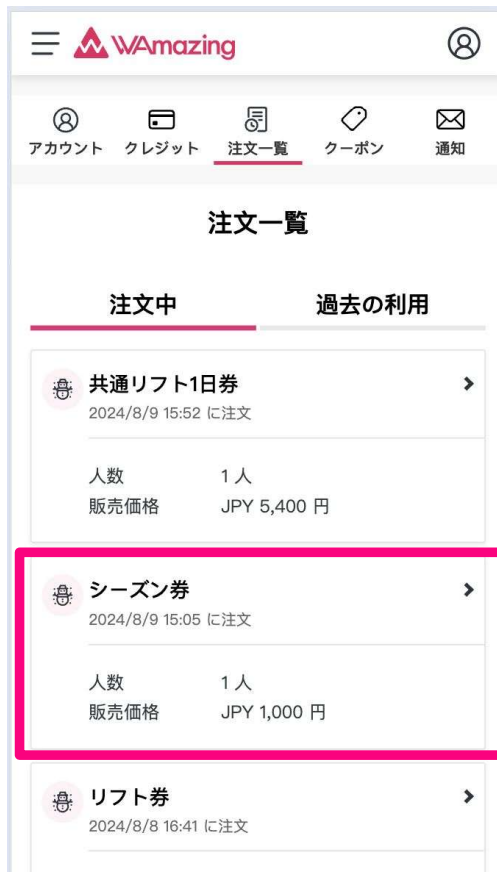 WAmazing
アカウント クレジット 注文一覧 クーポン 通知
注文一覧
注文中 過去の利用
共通リフト1日券
2024/8/9 15:52 に注文
人数 1 人
販売価格 JPY 5,400 円
シーズン券
2024/8/9 15:05 に注文
人数 1 人
販売価格 JPY 1,000 円
リフト券
2024/8/8 16:41 に注文